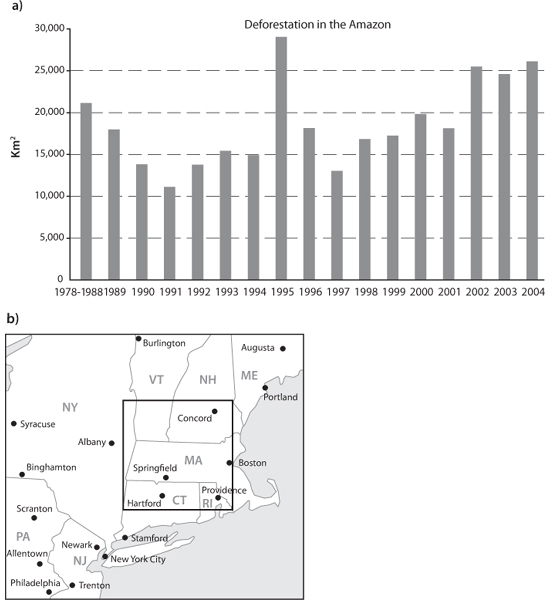 a)
Deforestation in the Amazon
30,000
25,000
20,000
15,000
10,000
5,000
0
Km²
1978-1988 1989 1990 1991 1992 1993 1994 1995 1996 1997 1998 1999 2000 2001 2002 2003 2004
b)
Burlington
Augusta
VT
NH
ME
Portland
NY
Concord
Syracuse
Albany
MA
Boston
Springfield
Binghamton
Providence
Hartford
CT
RI
Scranton
PA
Stamford
Newark
Allentown
New York City
NJ
Philadelphia
Trenton